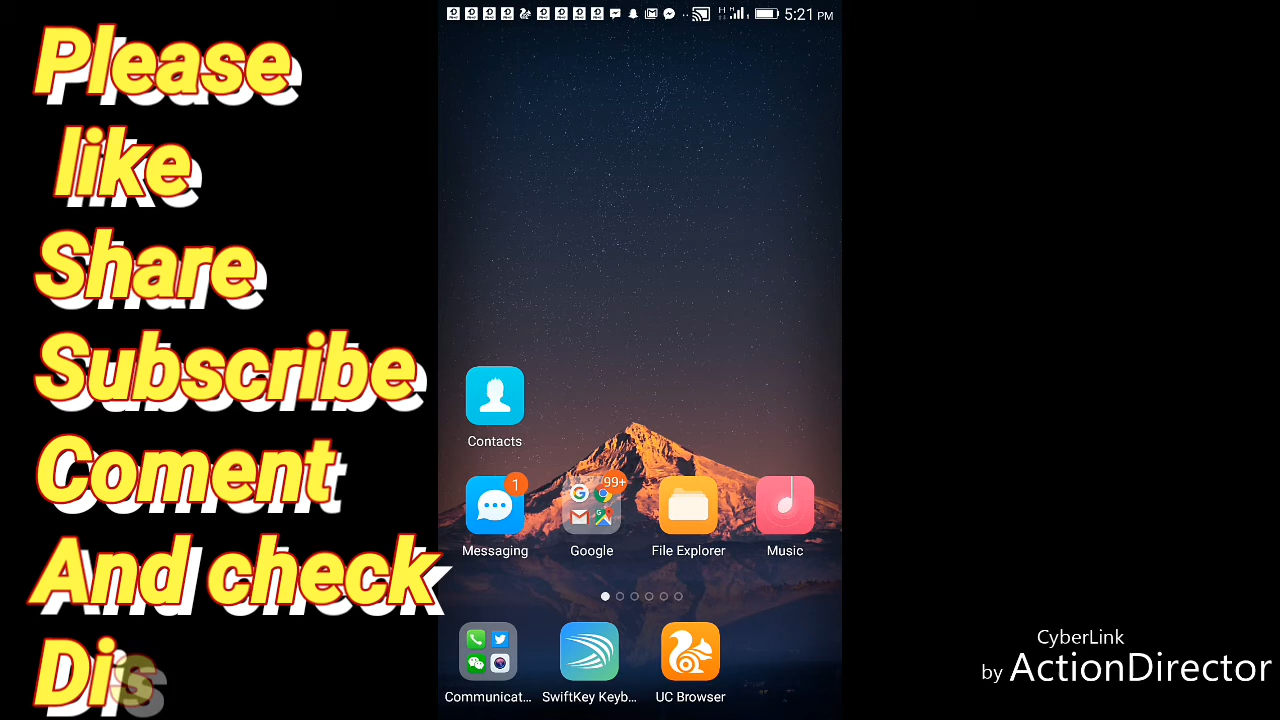 Please
like
Share
Subscribe
Coment
And check
Dis
5:21 PM
Contacts
1
99+
Messaging
Google
File Explorer
Music
Communicat...
SwiftKey Keyb...
UC Browser
CyberLink
by ActionDirector